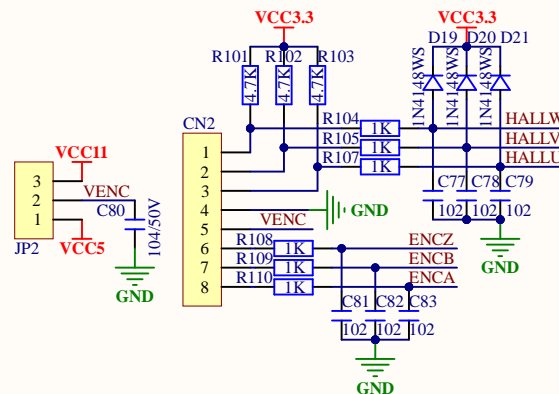 VCC3.3
VCC3.3
R101
R102
R103
D19
D20
D21
4.7K
4.7K
4.7K
1N4148WS
1N4148WS
1N4148WS
CN2
R104
1K
HALLW
R105
1K
HALLV
R107
1K
HALLU
1
2
3
4
5
6
7
8
VCC11
3
2
1
VENC
C80
104/50V
JP2
VCC5
GND
C77
C78
C79
102
102
102
GND
GND
VENC
R108
1K
ENCZ
R109
1K
ENCB
R110
1K
ENCA
C81
C82
C83
102
102
102
GND